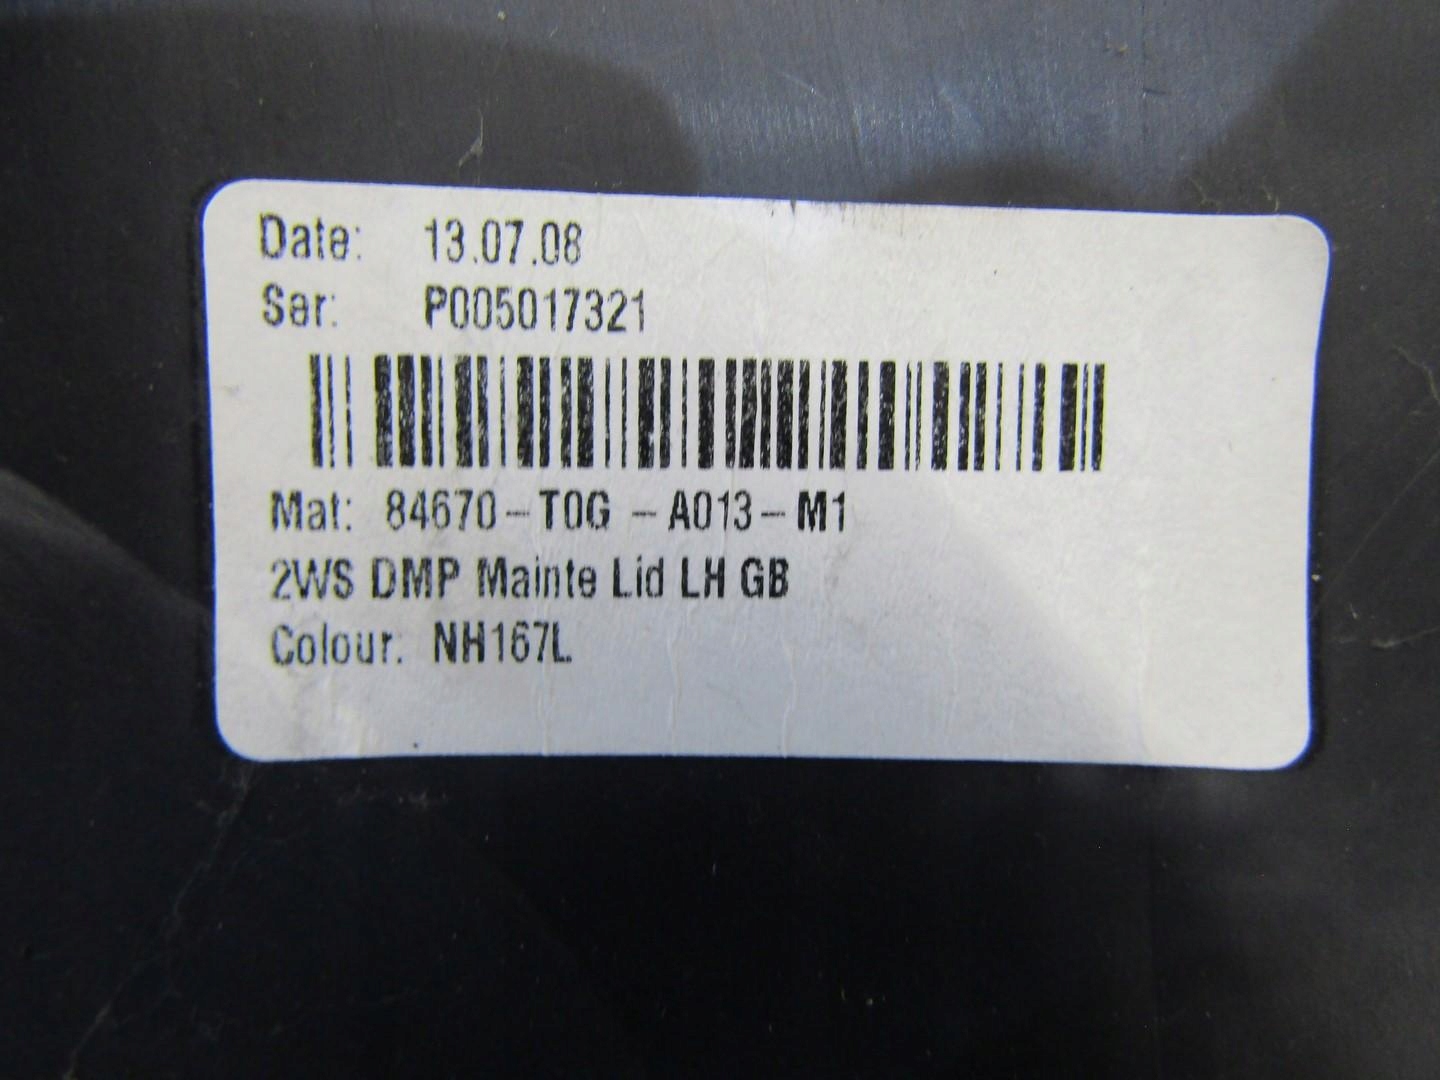 Date: 13.07.08
Ser: P005017321
Mat: 84670-T0G -A013-M1
2WS DMP Mainte Lid LH GB
Colour: NH167L